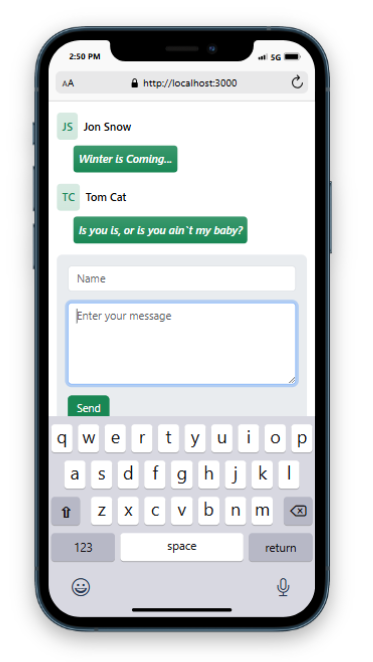 2:50 PM 5G
AA http://localhost:3000
JS Jon Snow
Winter is Coming...
TC Tom Cat
Is you is, or is you ain`t my baby?
Name
Enter your message
Send
q w e r t y u i o p
a s d f g h j k l
z x c v b n m
123 space return